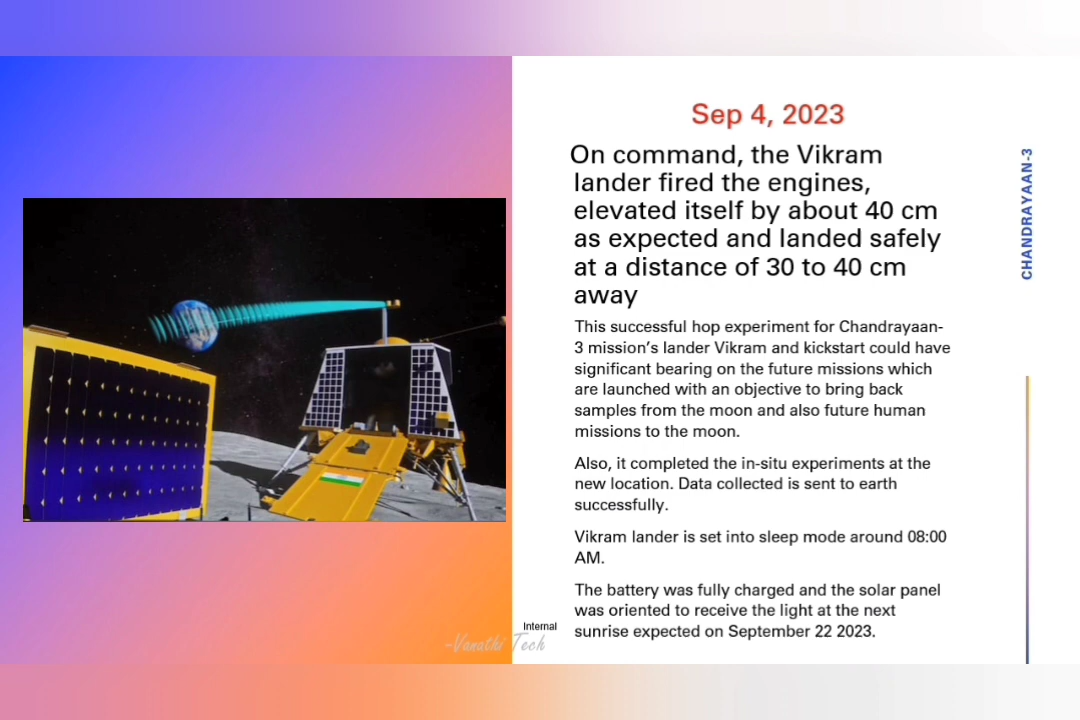 Sep 4, 2023
On command, the Vikram
lander fired the engines,
elevated itself by about 40 cm
as expected and landed safely
at a distance of 30 to 40 cm
away
This successful hop experiment for Chandrayaan-
3 mission’s lander Vikram and kickstart could have
significant bearing on the future missions which
are launched with an objective to bring back
samples from the moon and also future human
missions to the moon.
Also, it completed the in-situ experiments at the
new location. Data collected is sent to earth
successfully.
Vikram lander is set into sleep mode around 08:00
AM.
The battery was fully charged and the solar panel
was oriented to receive the light at the next
sunrise expected on September 22 2023.
CHANDRAYAAN-3
Internal
-Vanathi Tech